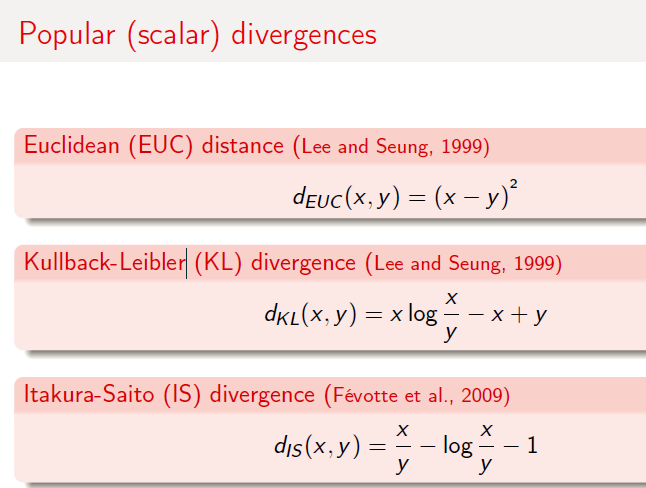 Popular (scalar) divergences
Euclidean (EUC) distance (Lee and Seung, 1999)
d_{EUC}(x, y) = (x − y)^2
Kullback-Leibler (KL) divergence (Lee and Seung, 1999)
d_{KL}(x, y) = x log \frac{x}{y} − x + y
Itakura-Saito (IS) divergence (Févotte et al., 2009)
d_{IS}(x, y) = \frac{x}{y} − log \frac{x}{y} − 1